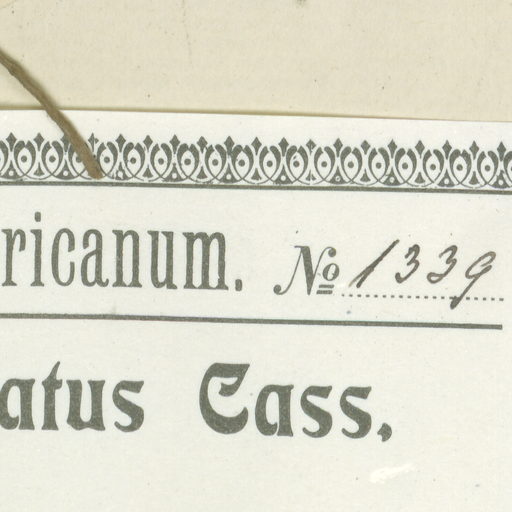 ricanum. № 1339
atus Cass.